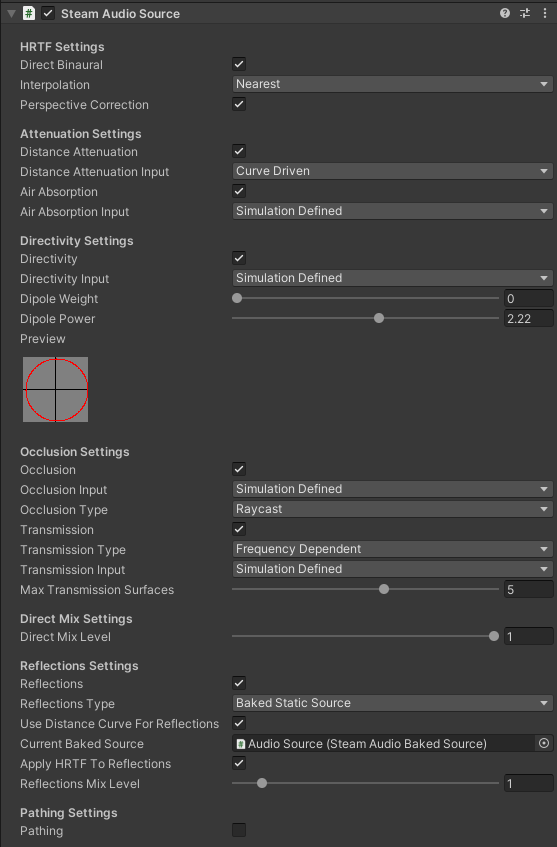 Steam Audio Source
HRTF Settings
Direct Binaural
Interpolation Nearest
Perspective Correction
Attenuation Settings
Distance Attenuation
Distance Attenuation Input Curve Driven
Air Absorption
Air Absorption Input Simulation Defined
Directivity Settings
Directivity
Directivity Input Simulation Defined
Dipole Weight 0
Dipole Power 2.22
Preview
Occlusion Settings
Occlusion
Occlusion Input Simulation Defined
Occlusion Type Raycast
Transmission
Transmission Type Frequency Dependent
Transmission Input Simulation Defined
Max Transmission Surfaces 5
Direct Mix Settings
Direct Mix Level 1
Reflections Settings
Reflections
Reflections Type Baked Static Source
Use Distance Curve For Reflections
Current Baked Source # Audio Source (Steam Audio Baked Source)
Apply HRTF To Reflections
Reflections Mix Level 1
Pathing Settings
Pathing